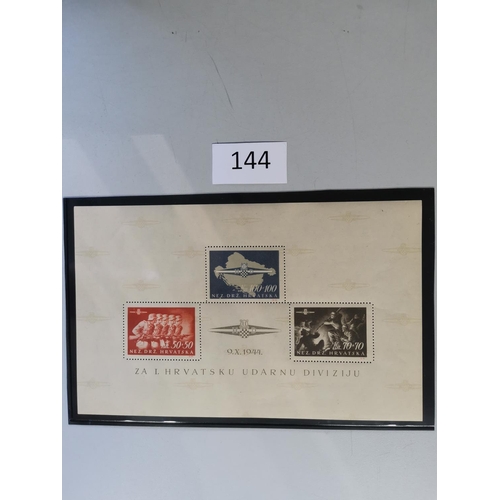 144
100+100
NEZ. DRŽ. HRVATSKA
50+50
NEZ. DRŽ. HRVATSKA
70+70
NEZ. DRŽ. HRVATSKA
9.X.1944.
ZA I. HRVATSKU UDARNU DIVIZIJU